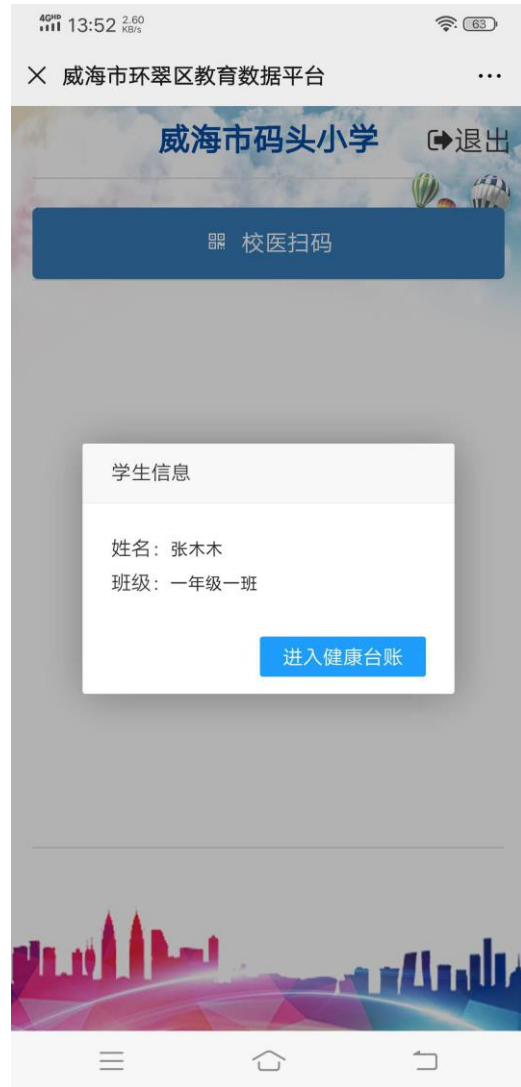 4GHD 13:52 2.60 KB/s 63
威海市环翠区教育数据平台
威海市码头小学 退出
校医扫码
学生信息
姓名：张木木
班级：一年级一班
进入健康台账